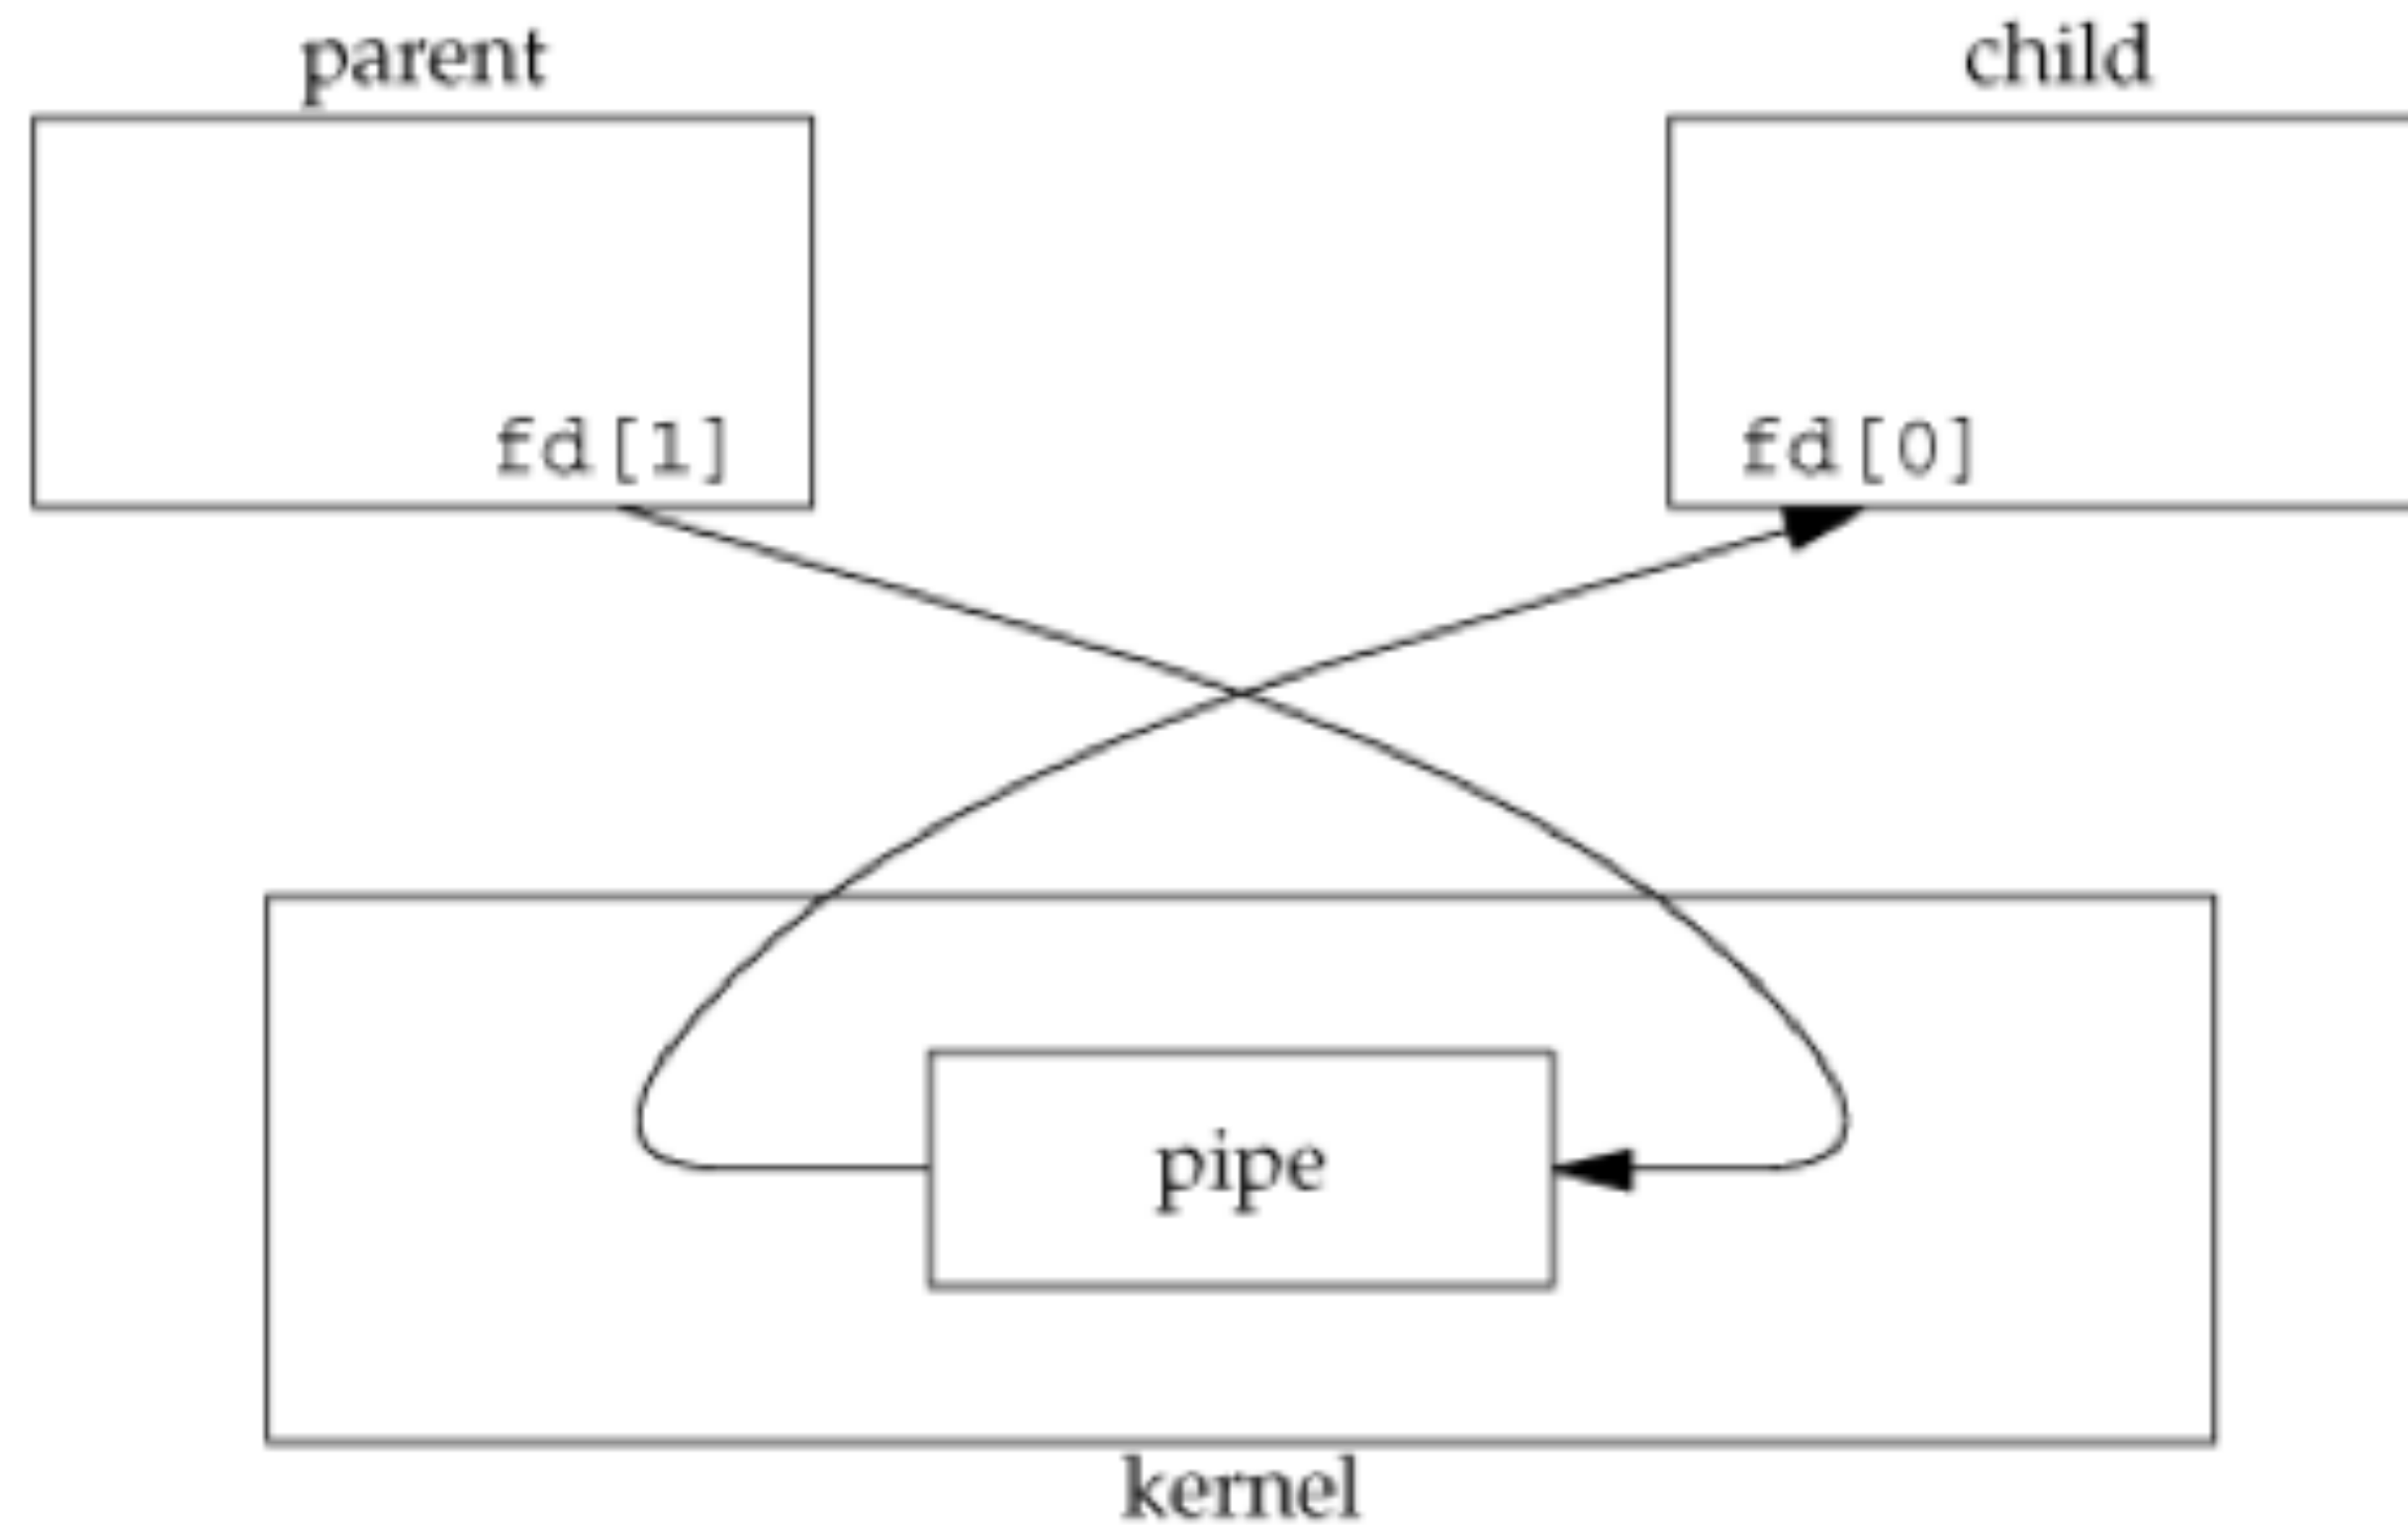 parent
child
fd[1]
fd[0]
pipe
kernel